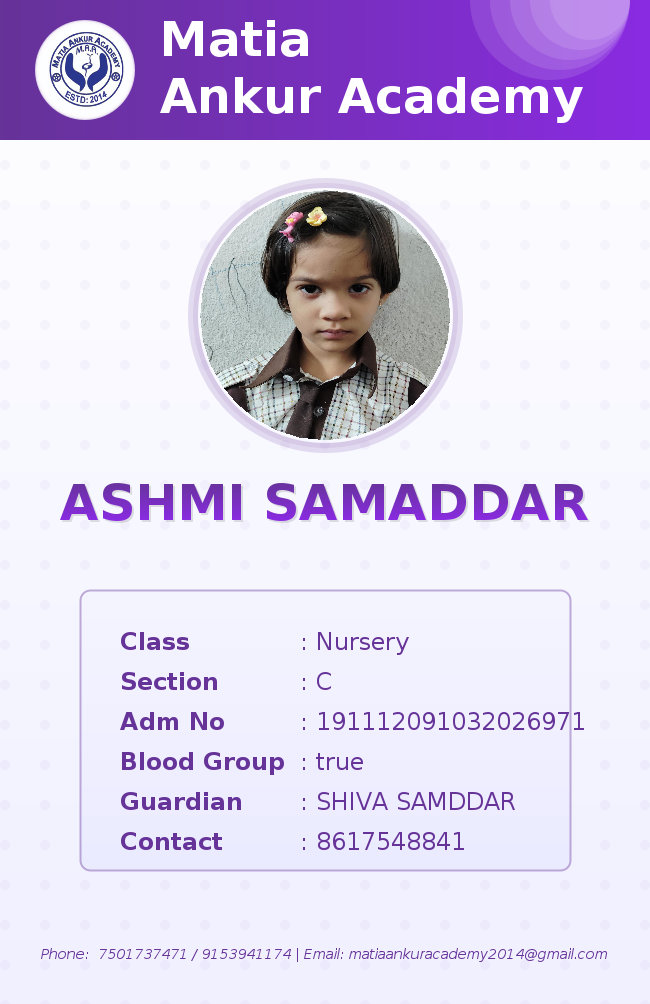 Matia
Ankur Academy
MATIA ANKUR ACADEMY
M.A.A
ESTD: 2014
ASHMI SAMADDAR
Class : Nursery
Section : C
Adm No : 191112091032026971
Blood Group : true
Guardian : SHIVA SAMDDAR
Contact : 8617548841
Phone: 7501737471 / 9153941174 | Email: matiaankuracademy2014@gmail.com